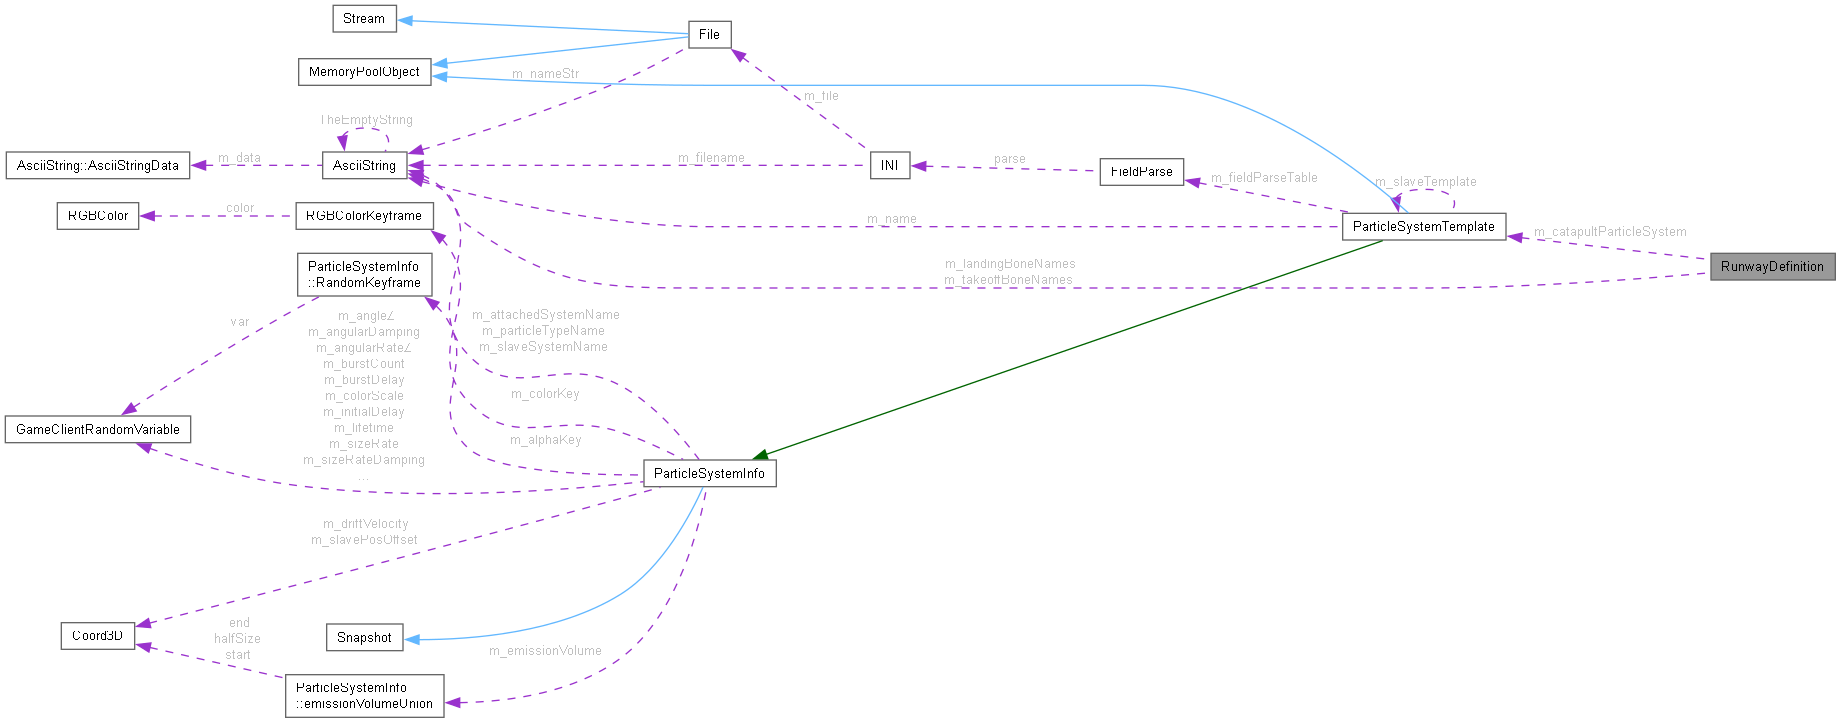 Stream
File
MemoryPoolObject
m_nameStr
m_file
TheEmptyString
AsciiString::AsciiStringData
m_data
AsciiString
m_filename
INI
parse
FieldParse
m_fieldParseTable
m_slaveTemplate
RGBColor
color
RGBColorKeyframe
m_name
ParticleSystemTemplate
m_catapultParticleSystem
RunwayDefinition
ParticleSystemInfo
::RandomKeyframe
m_landingBoneNames
m_takeoffBoneNames
var
m_angleZ
m_angularDamping
m_angularRateZ
m_burstCount
m_burstDelay
m_colorScale
m_initialDelay
m_lifetime
m_sizeRate
m_sizeRateDamping
...
m_attachedSystemName
m_particleTypeName
m_slaveSystemName
m_colorKey
m_alphaKey
GameClientRandomVariable
ParticleSystemInfo
m_driftVelocity
m_slavePosOffset
Coord3D
end
halfSize
start
Snapshot
m_emissionVolume
ParticleSystemInfo
::emissionVolumeUnion